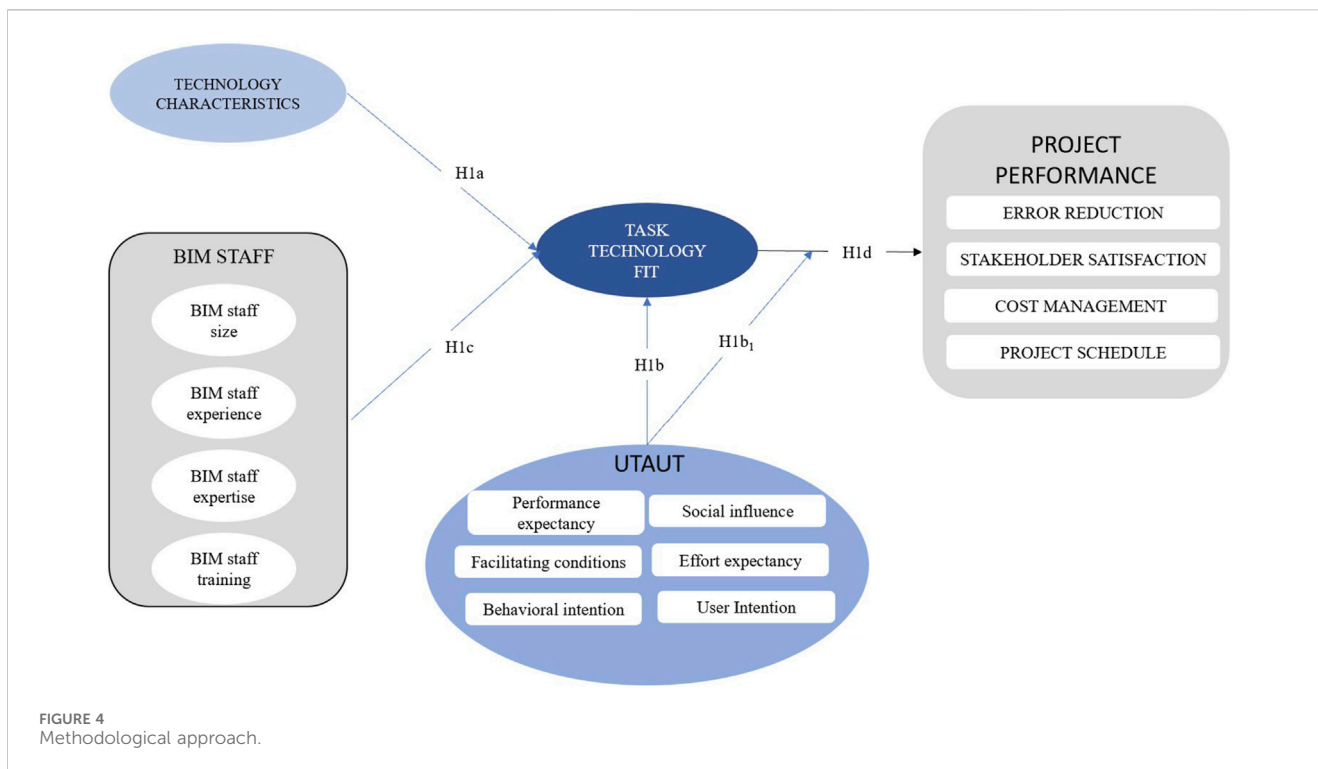 TECHNOLOGY
CHARACTERISTICS
H1a
BIM STAFF
BIM staff
size
BIM staff
experience
BIM staff
expertise
BIM staff
training
H1c
TASK
TECHNOLOGY
FIT
H1b
H1b₁
H1d
UTAUT
Performance
expectancy
Social influence
Facilitating conditions
Effort expectancy
Behavioral intention
User Intention
PROJECT
PERFORMANCE
ERROR REDUCTION
STAKEHOLDER SATISFACTION
COST MANAGEMENT
PROJECT SCHEDULE
FIGURE 4
Methodological approach.